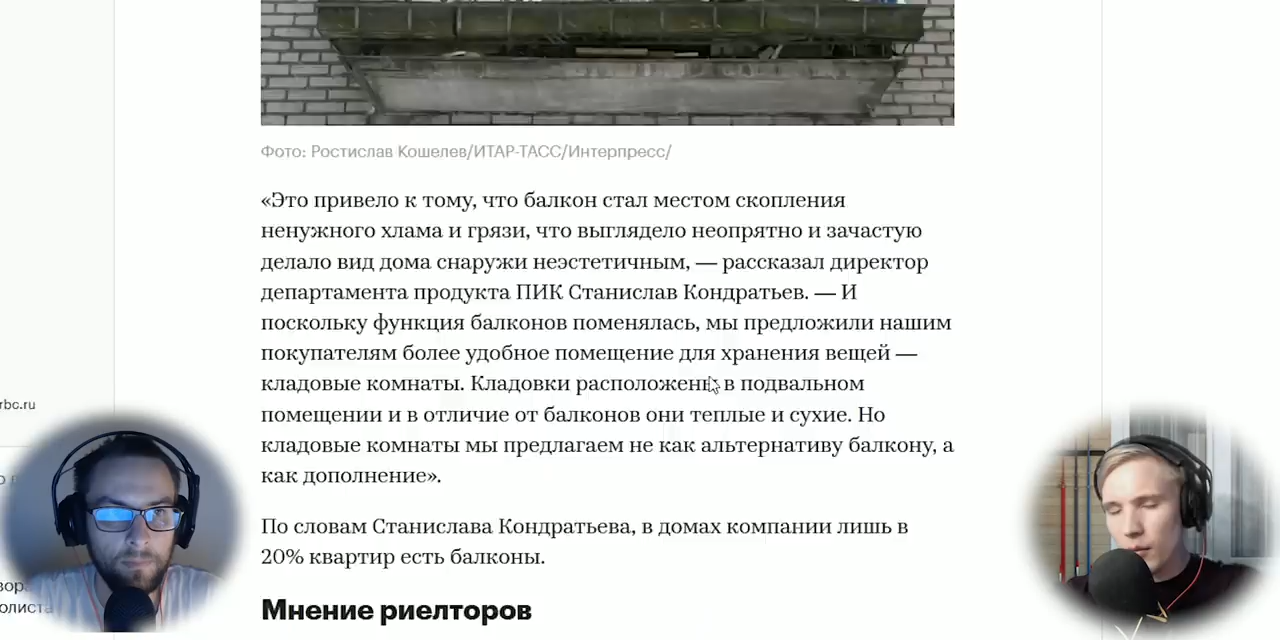 Фото: Ростислав Кошелев/ИТАР-ТАСС/Интерпресс/
«Это привело к тому, что балкон стал местом скопления
ненужного хлама и грязи, что выглядело неопрятно и зачастую
делало вид дома снаружи неэстетичным, — рассказал директор
департамента продукта ПИК Станислав Кондратьев. — И
поскольку функция балконов поменялась, мы предложили нашим
покупателям более удобное помещение для хранения вещей —
кладовые комнаты. Кладовки расположены в подвальном
помещении и в отличие от балконов они теплые и сухие. Но
кладовые комнаты мы предлагаем не как альтернативу балкону, а
как дополнение».
По словам Станислава Кондратьева, в домах компании лишь в
20% квартир есть балконы.
Мнение риелторов
rbc.ru